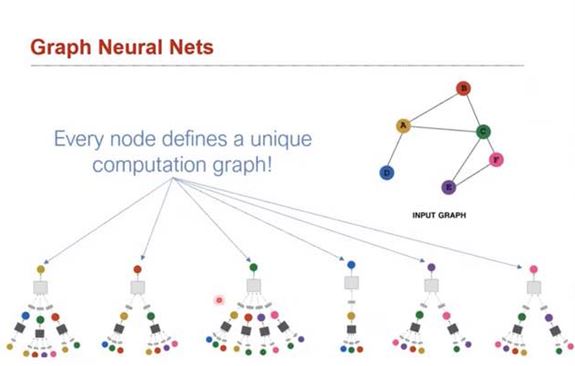 Graph Neural Nets
B
A
Every node defines a unique
C
computation graph!
F
D
E
INPUT GRAPH